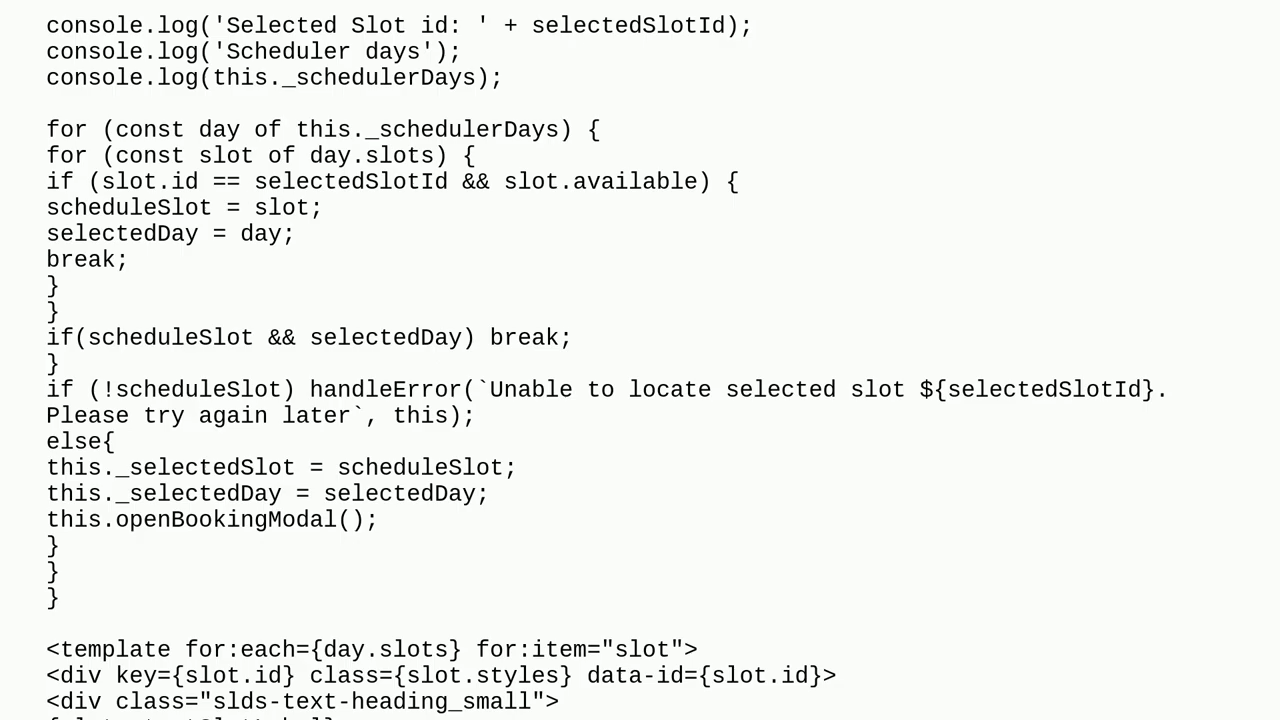 console.log('Selected Slot id: ' + selectedSlotId);
console.log('Scheduler days');
console.log(this._schedulerDays);

for (const day of this._schedulerDays) {
for (const slot of day.slots) {
if (slot.id == selectedSlotId && slot.available) {
scheduleSlot = slot;
selectedDay = day;
break;
}
}
if(scheduleSlot && selectedDay) break;
}
if (!scheduleSlot) handleError(`Unable to locate selected slot ${selectedSlotId}.
Please try again later`, this);
else{
this._selectedSlot = scheduleSlot;
this._selectedDay = selectedDay;
this.openBookingModal();
}
}
}

<template for:each={day.slots} for:item="slot">
<div key={slot.id} class={slot.styles} data-id={slot.id}>
<div class="slds-text-heading_small">